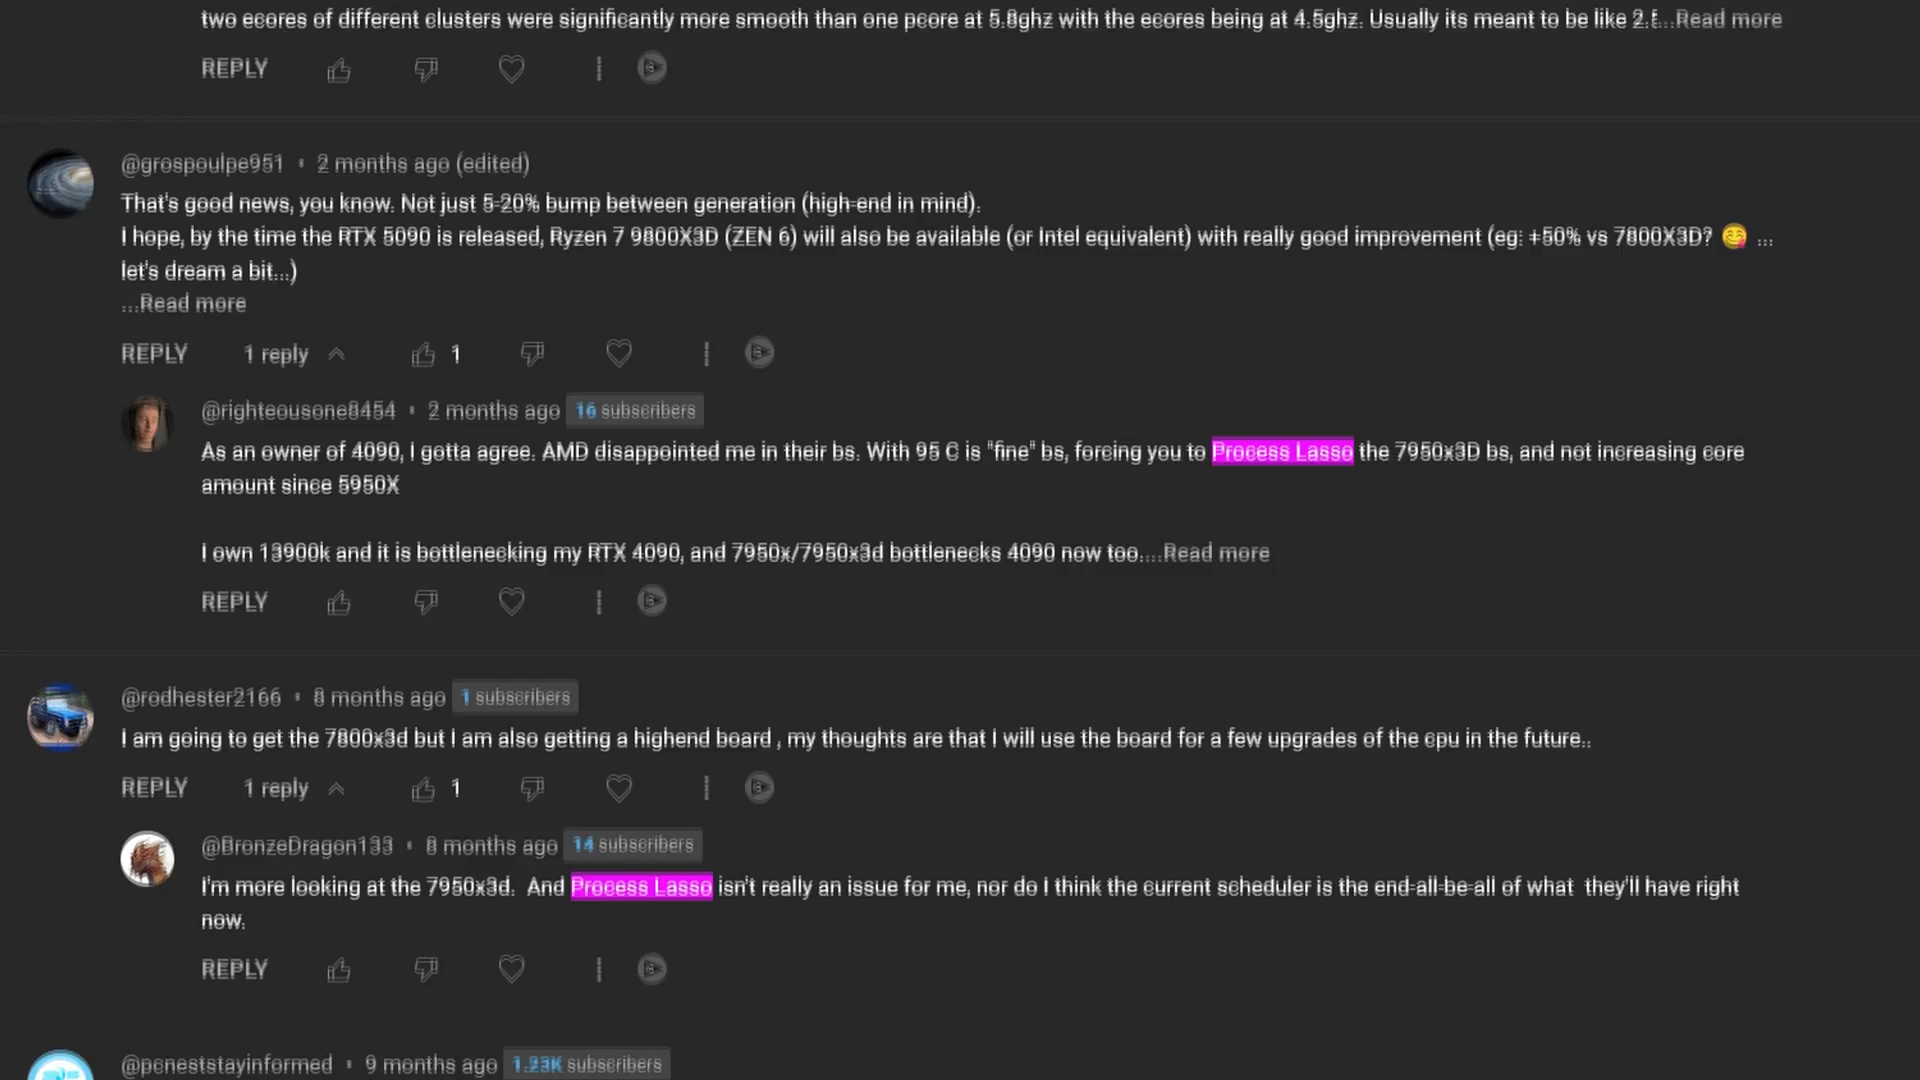 two ecores of different clusters were significantly more smooth than one pcore at 5.8ghz with the ecores being at 4.5ghz. Usually its meant to be like 2.5...Read more
REPLY
@grospoulpe951 • 2 months ago (edited)
That's good news, you know. Not just 5-20% bump between generation (high-end in mind).
I hope, by the time the RTX 5090 is released, Ryzen 7 9800X3D (ZEN 6) will also be available (or Intel equivalent) with really good improvement (eg: +50% vs 7800X3D? 😋 ...
let's dream a bit...)
...Read more
REPLY 1 reply 1
@righteousone8454 • 2 months ago 16 subscribers
As an owner of 4090, I gotta agree. AMD disappointed me in their bs. With 95 C is "fine" bs, forcing you to Process Lasso the 7950x3D bs, and not increasing core
amount since 5950X
I own 13900k and it is bottlenecking my RTX 4090, and 7950x/7950x3d bottlenecks 4090 now too....Read more
REPLY
@rodhester2166 • 8 months ago 1 subscribers
I am going to get the 7800x3d but I am also getting a highend board , my thoughts are that I will use the board for a few upgrades of the cpu in the future..
REPLY 1 reply 1
@BronzeDragon133 • 8 months ago 14 subscribers
I'm more looking at the 7950x3d.  And Process Lasso isn't really an issue for me, nor do I think the current scheduler is the end-all-be-all of what  they'll have right
now.
REPLY
@pcneststayinformed • 9 months ago 1.23K subscribers